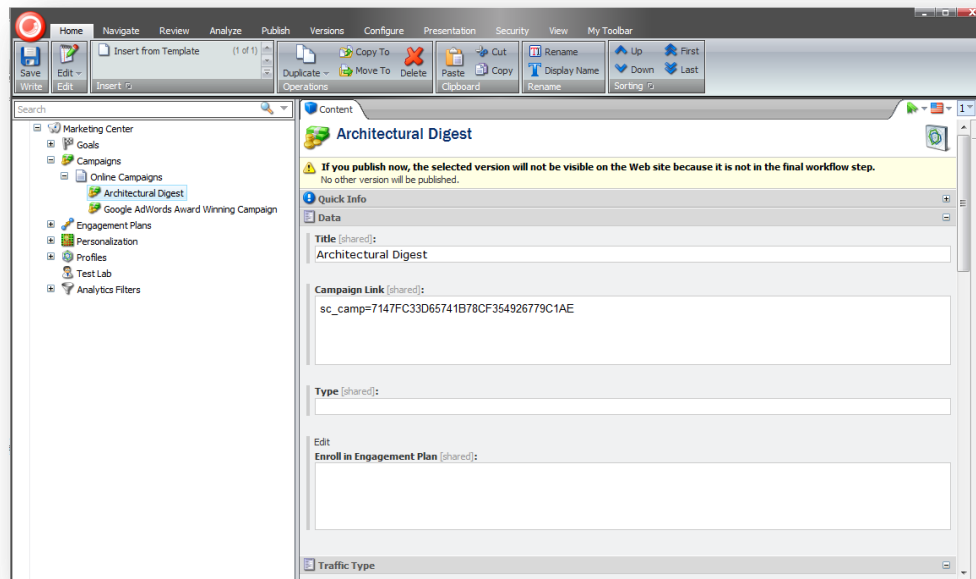 Home Navigate Review Analyze Publish Versions Configure Presentation Security View My Toolbar
Save
Write
Edit
Edit
Insert from Template (1 of 1)
Insert
Duplicate
Copy To
Move To
Delete
Operations
Paste
Cut
Copy
Clipboard
Rename
Display Name
Rename
Up
Down
First
Last
Sorting
Search
Marketing Center
Goals
Campaigns
Online Campaigns
Architectural Digest
Google AdWords Award Winning Campaign
Engagement Plans
Personalization
Profiles
Test Lab
Analytics Filters
Content
1
Architectural Digest
If you publish now, the selected version will not be visible on the Web site because it is not in the final workflow step.
No other version will be published.
Quick Info
Data
Title [shared]:
Architectural Digest
Campaign Link [shared]:
sc_camp=7147FC33D65741B78CF354926779C1AE
Type [shared]:
Edit
Enroll in Engagement Plan [shared]:
Traffic Type